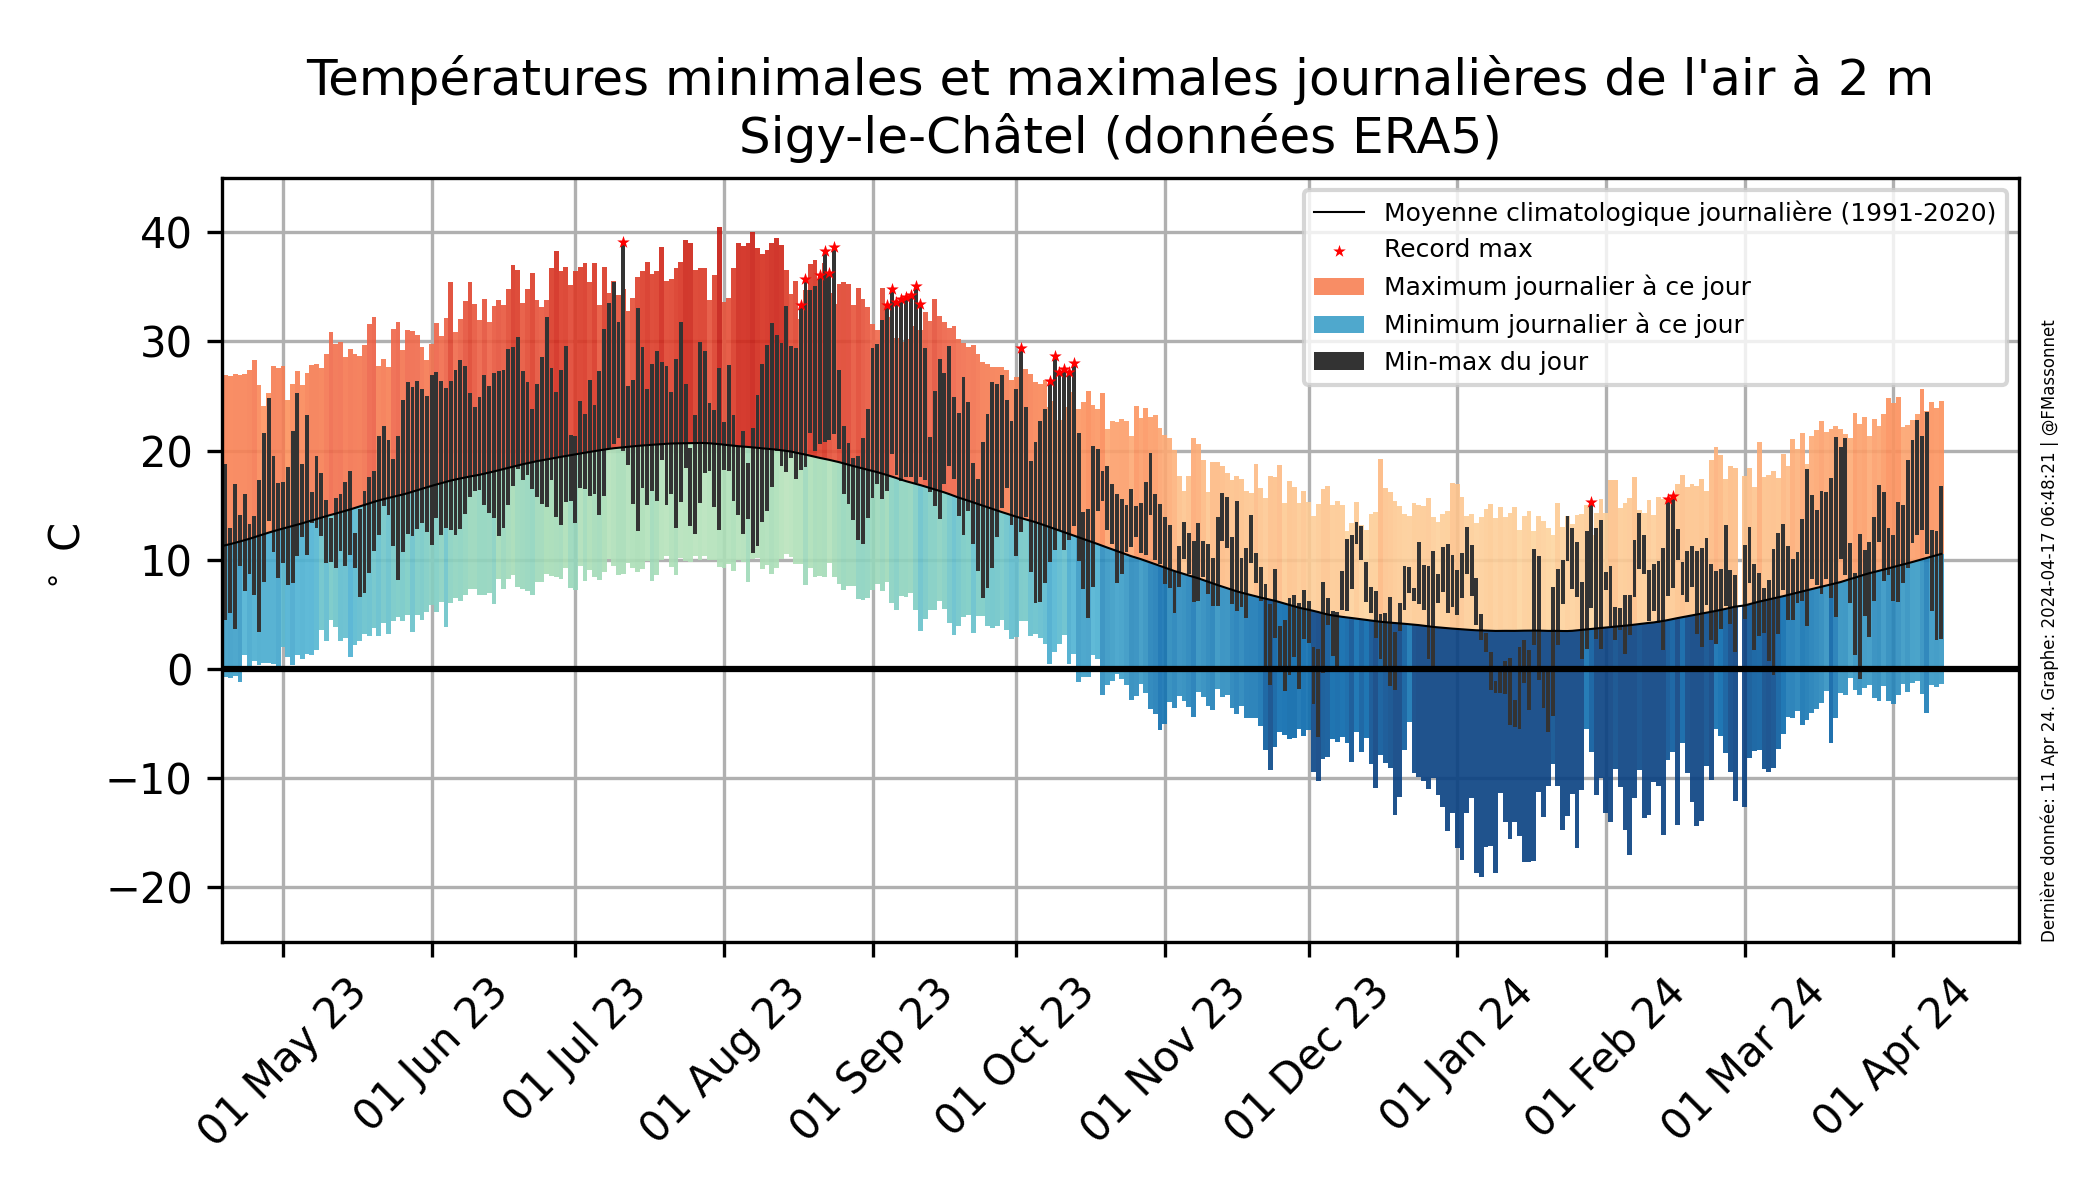 Températures minimales et maximales journalières de l'air à 2 m
Sigy-le-Châtel (données ERA5)
Moyenne climatologique journalière (1991-2020)
Record max
Maximum journalier à ce jour
Minimum journalier à ce jour
Min-max du jour
° C
40
30
20
10
0
−10
−20
01 May 23
01 Jun 23
01 Jul 23
01 Aug 23
01 Sep 23
01 Oct 23
01 Nov 23
01 Dec 23
01 Jan 24
01 Feb 24
01 Mar 24
01 Apr 24
Dernière donnée: 11 Apr 24. Graphe: 2024-04-17 06:48:21 | @FMassonnet